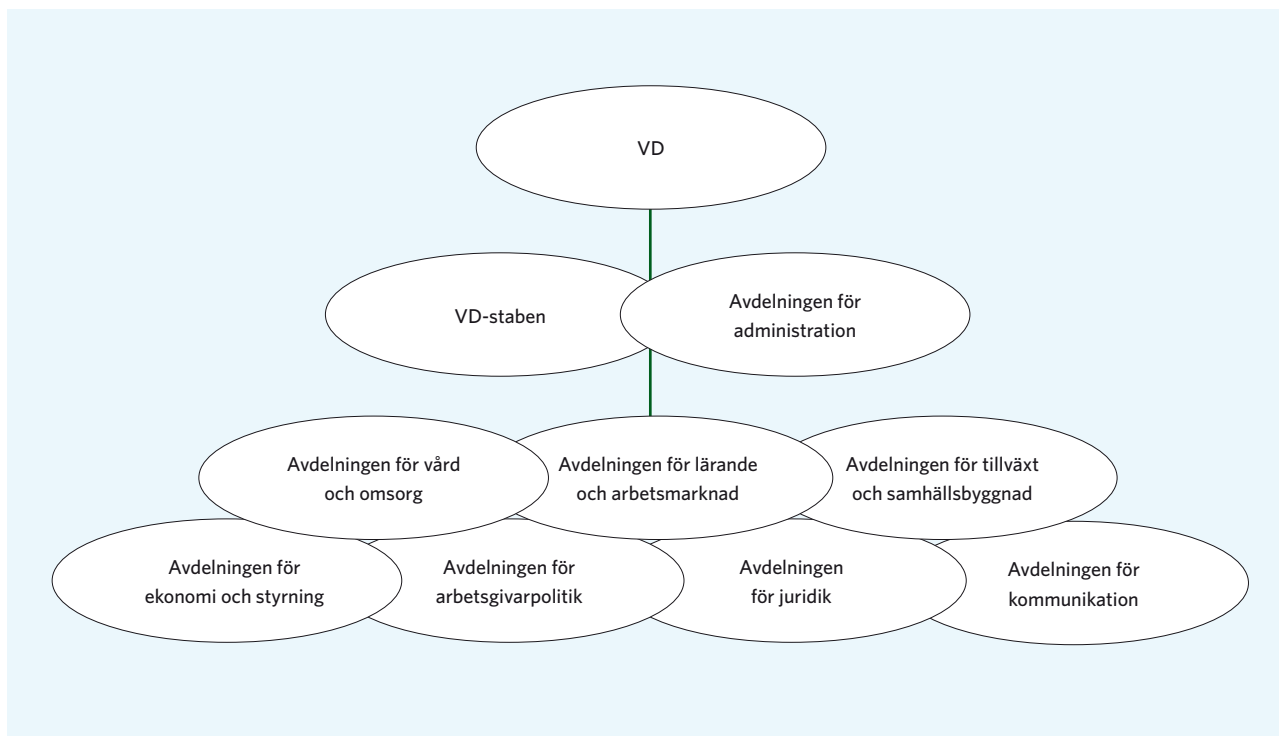 VD
VD-staben
Avdelningen för
administration
Avdelningen för vård
och omsorg
Avdelningen för lärande
och arbetsmarknad
Avdelningen för tillväxt
och samhällsbyggnad
Avdelningen för
ekonomi och styrning
Avdelningen för
arbetsgivarpolitik
Avdelningen
för juridik
Avdelningen för
kommunikation